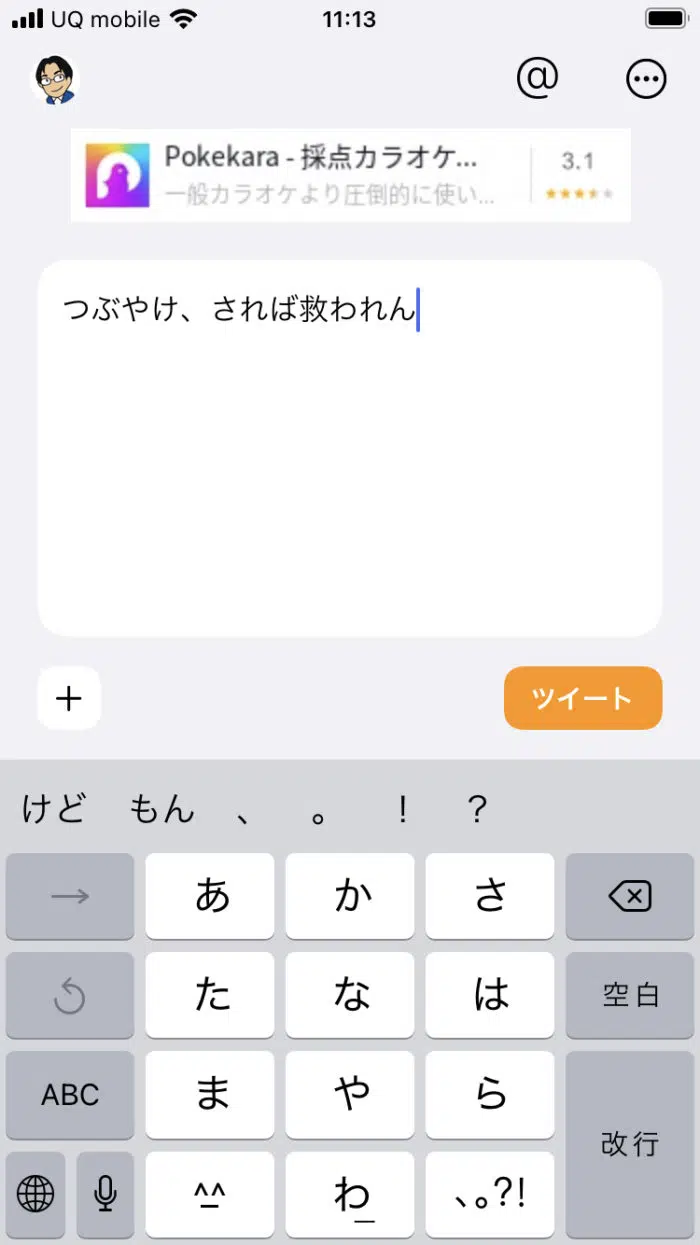 UQ mobile 11:13
@
Pokekara - 採点カラオケ... 3.1
一般カラオケより圧倒的に使い...
つぶやけ、されば救われん
+ ツイート
けど もん 、 。 ! ?
→ あ か さ
た な は 空白
ABC ま や ら 改行
^^ わ_ 、。?!